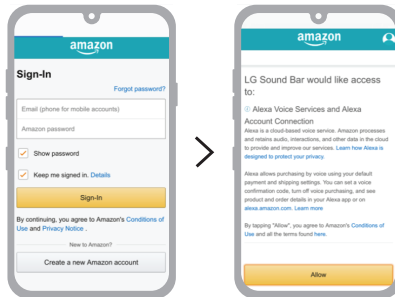 amazon
Sign-In
Forgot password?
Email (phone for mobile accounts)
Amazon password
Show password
Keep me signed in. Details
Sign-In
By continuing, you agree to Amazon's Conditions of
Use and Privacy Notice .
New to Amazon?
Create a new Amazon account
amazon
LG Sound Bar would like access
to:
Alexa Voice Services and Alexa
Account Connection
Alexa is a cloud-based voice service. Amazon processes
and retains audio, interactions, and other data in the cloud
to provide and improve our services. Learn how Alexa is
designed to protect your privacy.
Alexa allows purchasing by voice using your default
payment and shipping settings. You can set a voice
confirmation code, turn off voice purchasing, and see
product and order details in your Alexa app or on
alexa.amazon.com. Learn more
By tapping "Allow", you agree to Amazon's Conditions of
Use and all the terms found here.
Allow